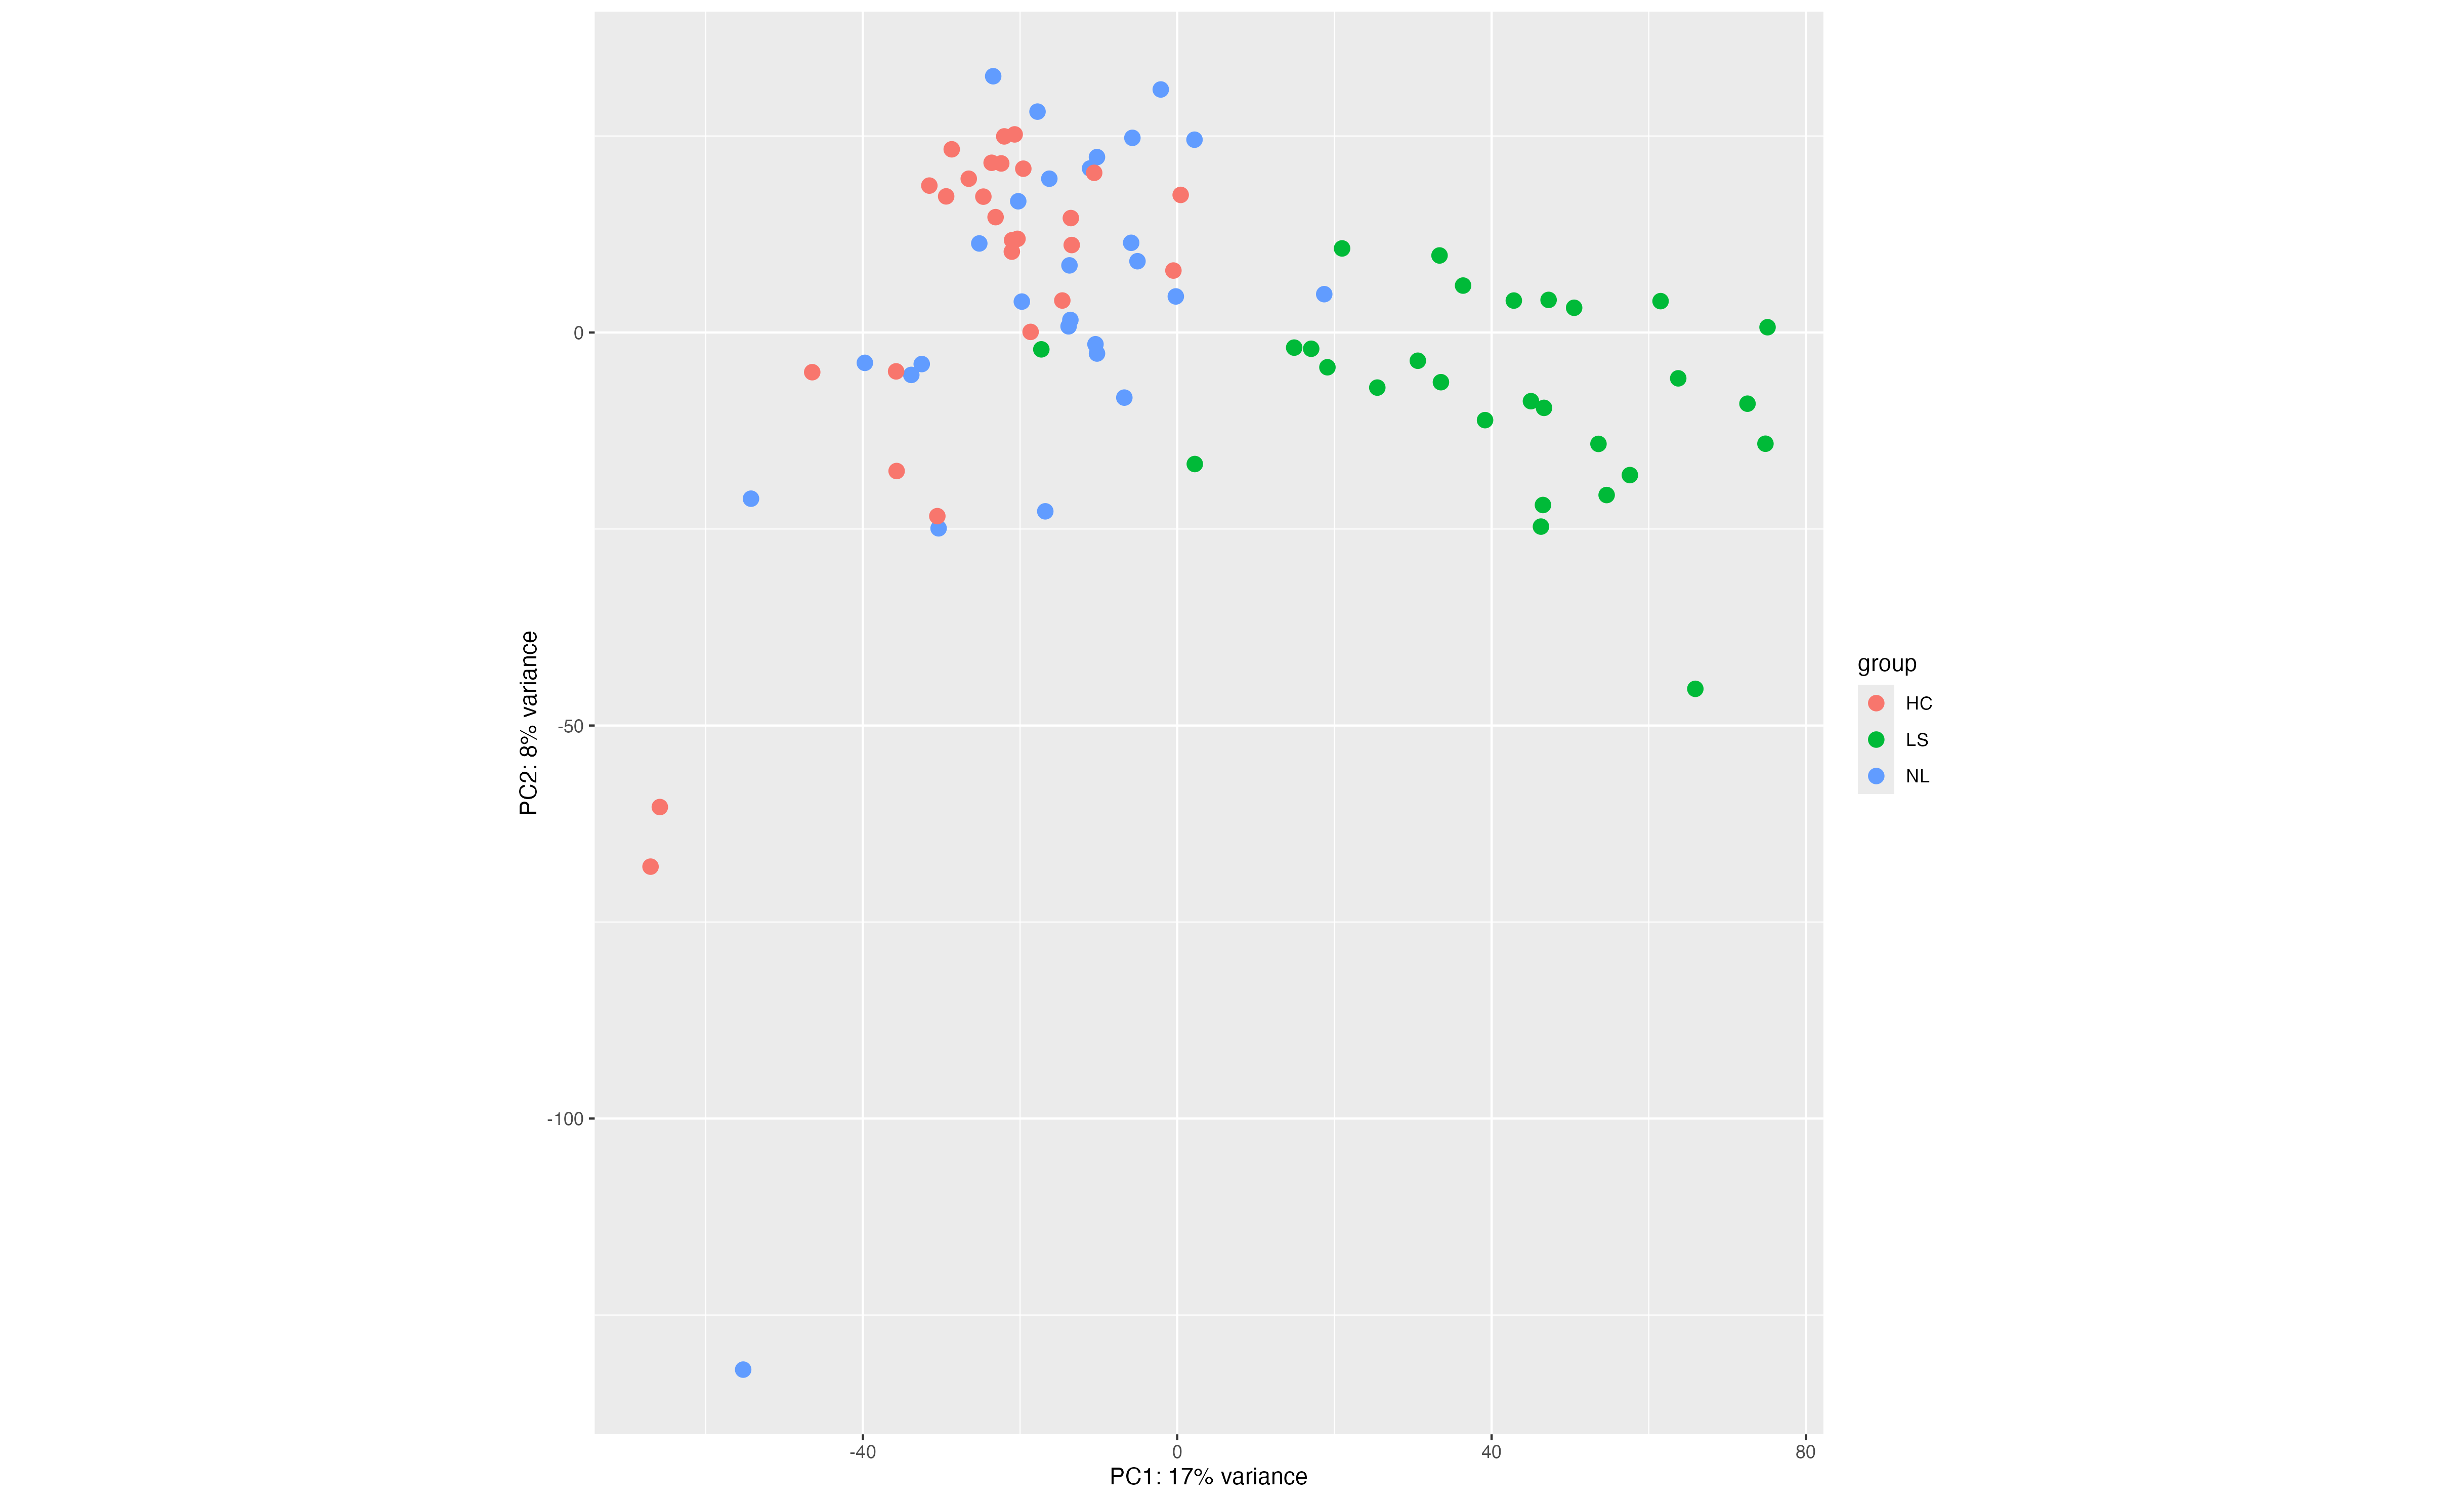 0
-50
-100
PC2: 8% variance
-40
0
40
80
PC1: 17% variance
group
HC
LS
NL